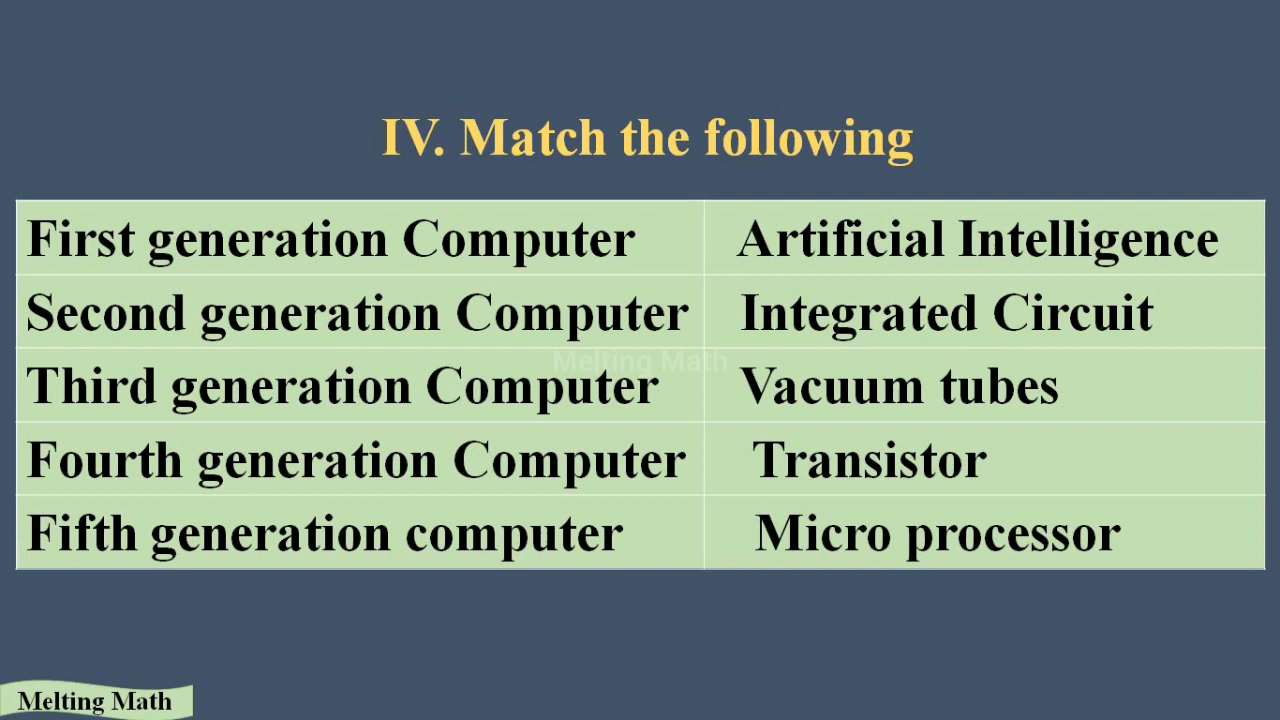 IV. Match the following
First generation Computer Artificial Intelligence
Second generation Computer Integrated Circuit
Melting Math
Third generation Computer Vacuum tubes
Fourth generation Computer Transistor
Fifth generation computer Micro processor
Melting Math